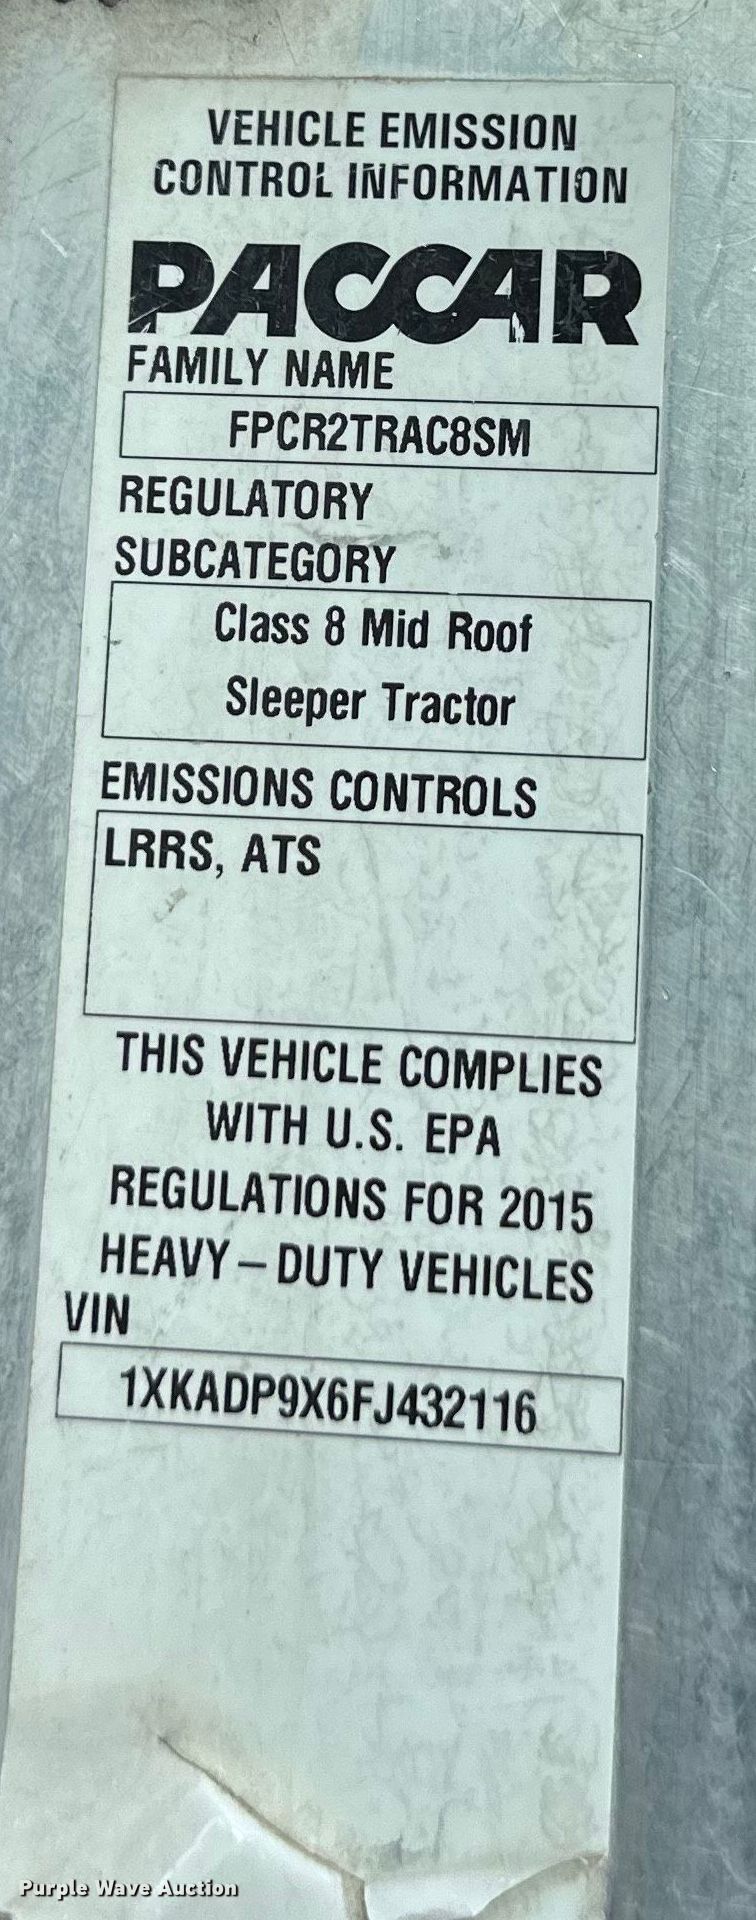 VEHICLE EMISSION
CONTROL INFORMATION
PACCAR
FAMILY NAME
FPCR2TRAC8SM
REGULATORY
SUBCATEGORY
Class 8 Mid Roof
Sleeper Tractor
EMISSIONS CONTROLS
LRRS, ATS
THIS VEHICLE COMPLIES
WITH U.S. EPA
REGULATIONS FOR 2015
HEAVY – DUTY VEHICLES
VIN
1XKADP9X6FJ432116
Purple Wave Auction